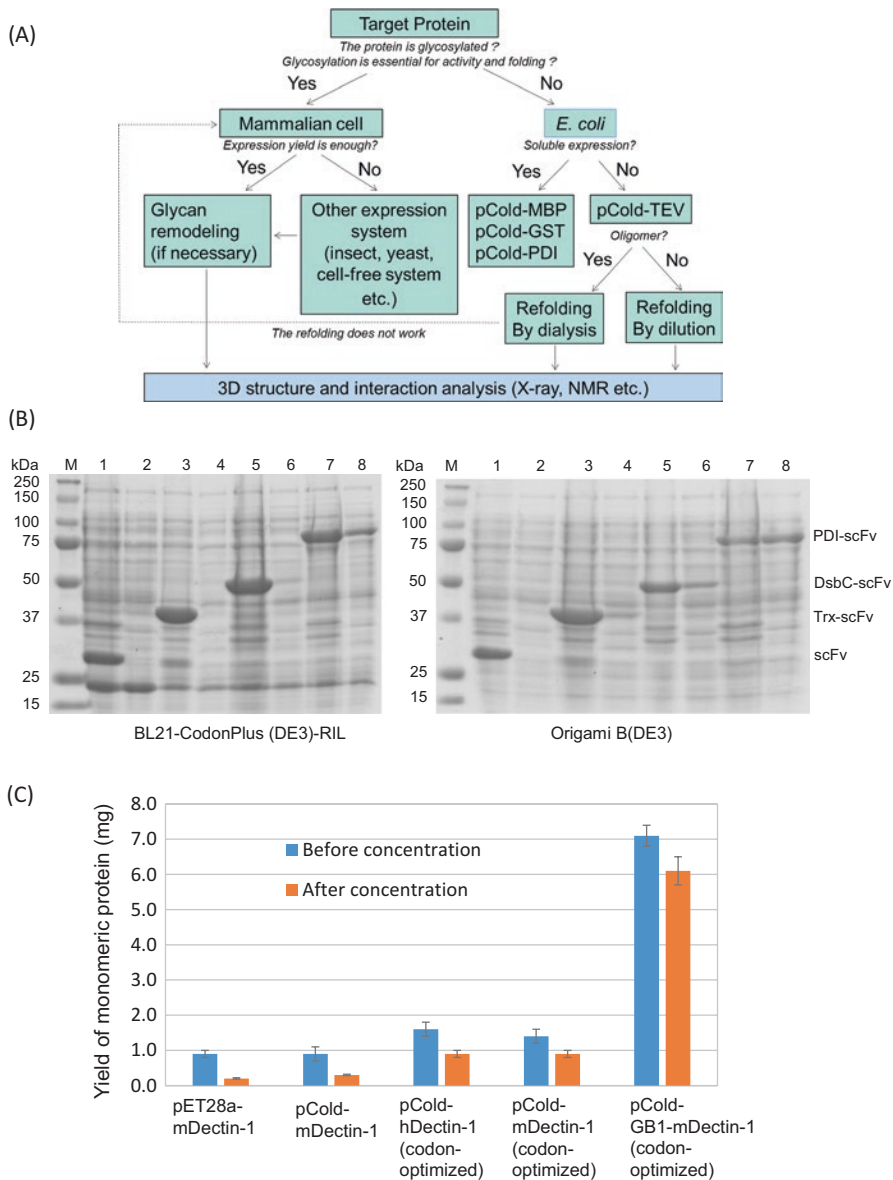 (A)
Target Protein
The protein is glycosylated ?
Glycosylation is essential for activity and folding ?
Yes
No
Mammalian cell
E. coli
Expression yield is enough?
Soluble expression?
Yes
No
Yes
No
Glycan
remodeling
(if necessary)
Other expression
system
(insect, yeast,
cell-free system
etc.)
pCold-MBP
pCold-GST
pCold-PDI
pCold-TEV
Oligomer?
Yes
No
Refolding
By dialysis
Refolding
By dilution
The refolding does not work
3D structure and interaction analysis (X-ray, NMR etc.)
(B)
kDa M 1 2 3 4 5 6 7 8
250
150
100
75
50
37
25
15
BL21-CodonPlus (DE3)-RIL
kDa M 1 2 3 4 5 6 7 8
250
150
100
75
50
37
25
15
PDI-scFv
DsbC-scFv
Trx-scFv
scFv
Origami B(DE3)
(C)
Yield of monomeric protein (mg)
8.0
7.0
6.0
5.0
4.0
3.0
2.0
1.0
0.0
Before concentration
After concentration
pET28a-
mDectin-1
pCold-
mDectin-1
pCold-
hDectin-1
(codon-
optimized)
pCold-
mDectin-1
(codon-
optimized)
pCold-
GB1-mDectin-1
(codon-
optimized)